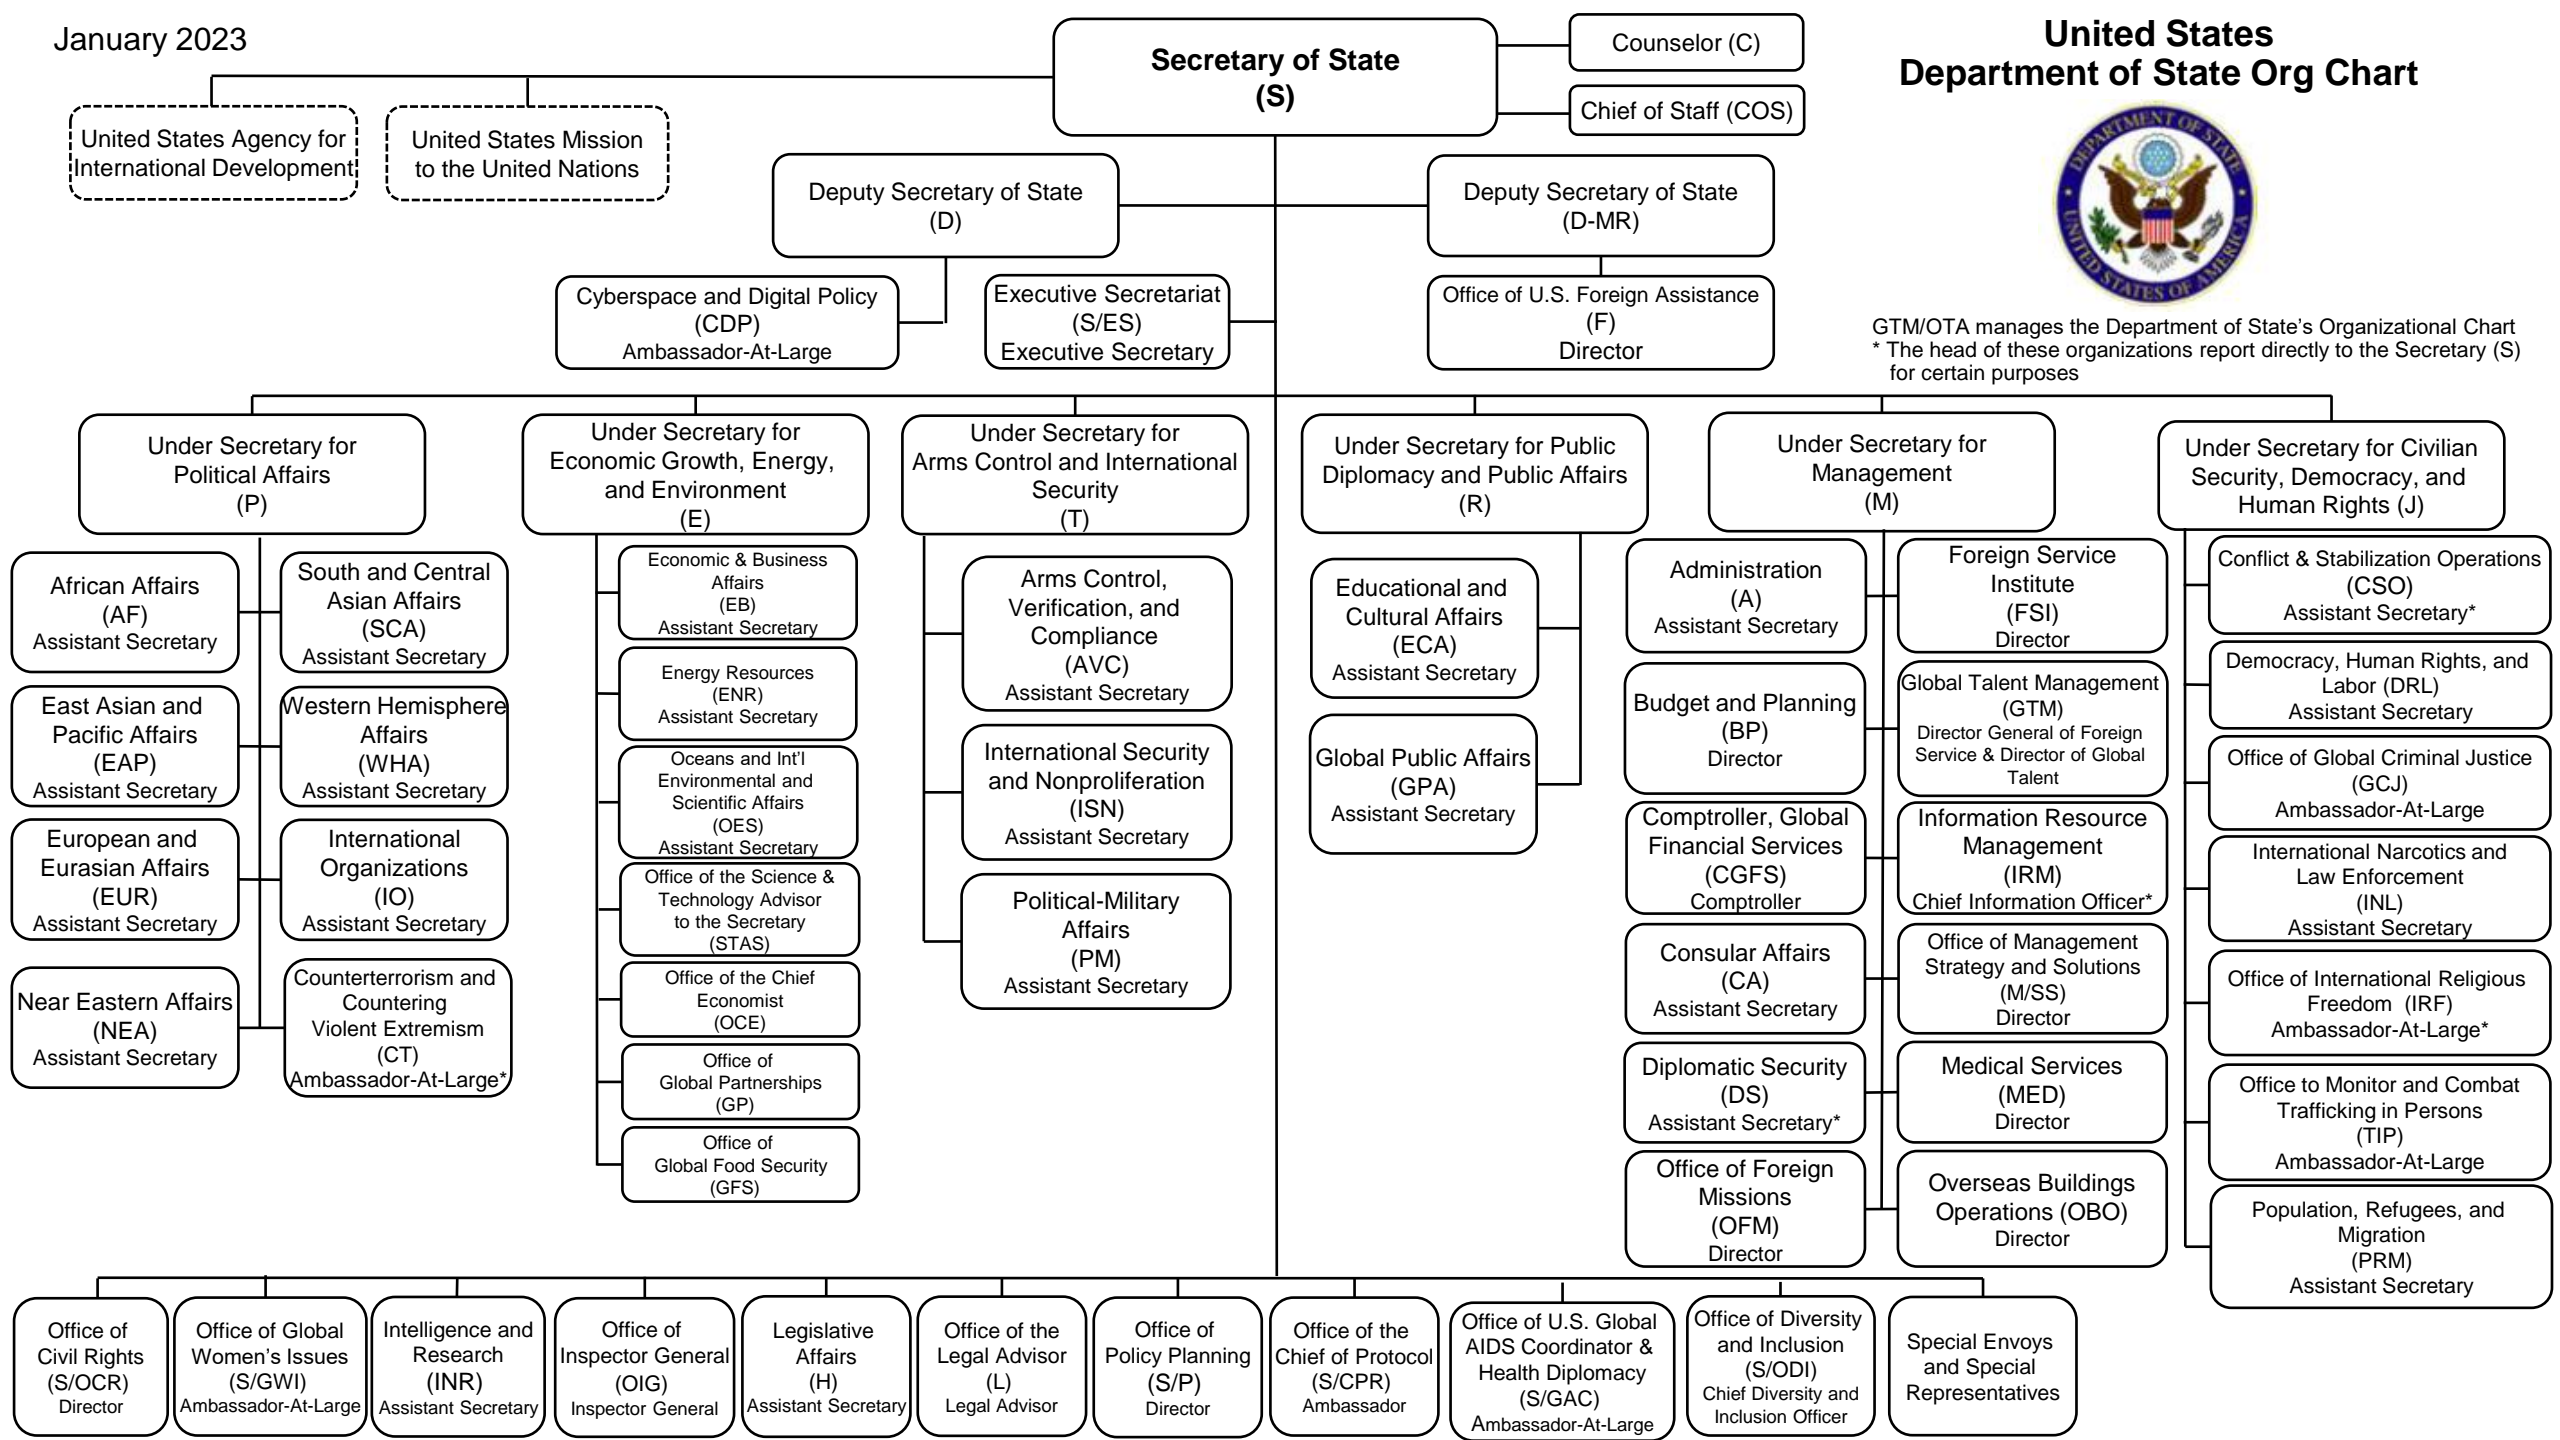 January 2023
Secretary of State
(S)
Counselor (C)
Chief of Staff (COS)
United States
Department of State Org Chart
DEPARTMENT OF STATE
UNITED STATES OF AMERICA
United States Agency for
International Development
United States Mission
to the United Nations
Deputy Secretary of State
(D)
Deputy Secretary of State
(D-MR)
Cyberspace and Digital Policy
(CDP)
Ambassador-At-Large
Executive Secretariat
(S/ES)
Executive Secretary
Office of U.S. Foreign Assistance
(F)
Director
GTM/OTA manages the Department of State’s Organizational Chart
* The head of these organizations report directly to the Secretary (S)
for certain purposes
Under Secretary for
Political Affairs
(P)
Under Secretary for
Economic Growth, Energy,
and Environment
(E)
Under Secretary for
Arms Control and International
Security
(T)
Under Secretary for Public
Diplomacy and Public Affairs
(R)
Under Secretary for
Management
(M)
Under Secretary for Civilian
Security, Democracy, and
Human Rights (J)
African Affairs
(AF)
Assistant Secretary
South and Central
Asian Affairs
(SCA)
Assistant Secretary
East Asian and
Pacific Affairs
(EAP)
Assistant Secretary
Western Hemisphere
Affairs
(WHA)
Assistant Secretary
European and
Eurasian Affairs
(EUR)
Assistant Secretary
International
Organizations
(IO)
Assistant Secretary
Near Eastern Affairs
(NEA)
Assistant Secretary
Counterterrorism and
Countering
Violent Extremism
(CT)
Ambassador-At-Large*
Economic & Business
Affairs
(EB)
Assistant Secretary
Energy Resources
(ENR)
Assistant Secretary
Oceans and Int’l
Environmental and
Scientific Affairs
(OES)
Assistant Secretary
Office of the Science &
Technology Advisor
to the Secretary
(STAS)
Office of the Chief
Economist
(OCE)
Office of
Global Partnerships
(GP)
Office of
Global Food Security
(GFS)
Arms Control,
Verification, and
Compliance
(AVC)
Assistant Secretary
International Security
and Nonproliferation
(ISN)
Assistant Secretary
Political-Military
Affairs
(PM)
Assistant Secretary
Educational and
Cultural Affairs
(ECA)
Assistant Secretary
Global Public Affairs
(GPA)
Assistant Secretary
Administration
(A)
Assistant Secretary
Foreign Service
Institute
(FSI)
Director
Budget and Planning
(BP)
Director
Global Talent Management
(GTM)
Director General of Foreign
Service & Director of Global
Talent
Comptroller, Global
Financial Services
(CGFS)
Comptroller
Information Resource
Management
(IRM)
Chief Information Officer*
Consular Affairs
(CA)
Assistant Secretary
Office of Management
Strategy and Solutions
(M/SS)
Director
Diplomatic Security
(DS)
Assistant Secretary*
Medical Services
(MED)
Director
Office of Foreign
Missions
(OFM)
Director
Overseas Buildings
Operations (OBO)
Director
Conflict & Stabilization Operations
(CSO)
Assistant Secretary*
Democracy, Human Rights, and
Labor (DRL)
Assistant Secretary
Office of Global Criminal Justice
(GCJ)
Ambassador-At-Large
International Narcotics and
Law Enforcement
(INL)
Assistant Secretary
Office of International Religious
Freedom (IRF)
Ambassador-At-Large*
Office to Monitor and Combat
Trafficking in Persons
(TIP)
Ambassador-At-Large
Population, Refugees, and
Migration
(PRM)
Assistant Secretary
Office of
Civil Rights
(S/OCR)
Director
Office of Global
Women’s Issues
(S/GWI)
Ambassador-At-Large
Intelligence and
Research
(INR)
Assistant Secretary
Office of
Inspector General
(OIG)
Inspector General
Legislative
Affairs
(H)
Assistant Secretary
Office of the
Legal Advisor
(L)
Legal Advisor
Office of
Policy Planning
(S/P)
Director
Office of the
Chief of Protocol
(S/CPR)
Ambassador
Office of U.S. Global
AIDS Coordinator &
Health Diplomacy
(S/GAC)
Ambassador-At-Large
Office of Diversity
and Inclusion
(S/ODI)
Chief Diversity and
Inclusion Officer
Special Envoys
and Special
Representatives